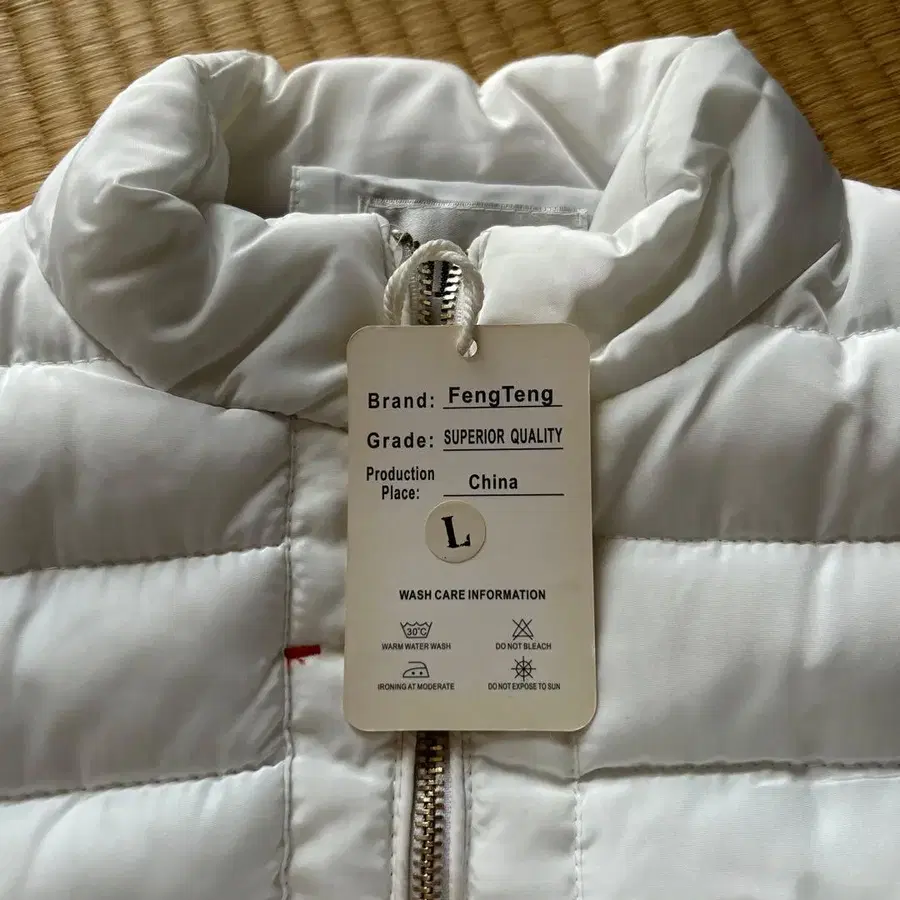 Brand: FengTeng
Grade: SUPERIOR QUALITY
Production
Place: China
L
WASH CARE INFORMATION
30°C
WARM WATER WASH
DO NOT BLEACH
IRONING AT MODERATE
DO NOT EXPOSE TO SUN